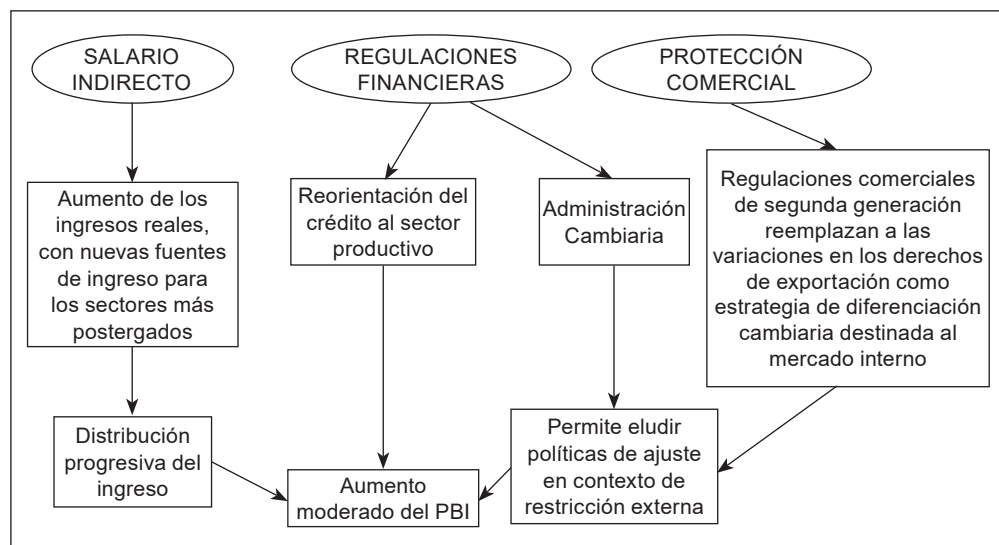 SALARIO
INDIRECTO
REGULACIONES
FINANCIERAS
PROTECCIÓN
COMERCIAL
Aumento de los
ingresos reales,
con nuevas fuentes
de ingreso para
los sectores más
postergados
Reorientación del
crédito al sector
productivo
Administración
Cambiaria
Regulaciones comerciales
de segunda generación
reemplazan a las
variaciones en los derechos
de exportación como
estrategia de diferenciación
cambiaria destinada al
mercado interno
Distribución
progresiva del
ingreso
Aumento
moderado del PBI
Permite eludir
políticas de ajuste
en contexto de
restricción externa